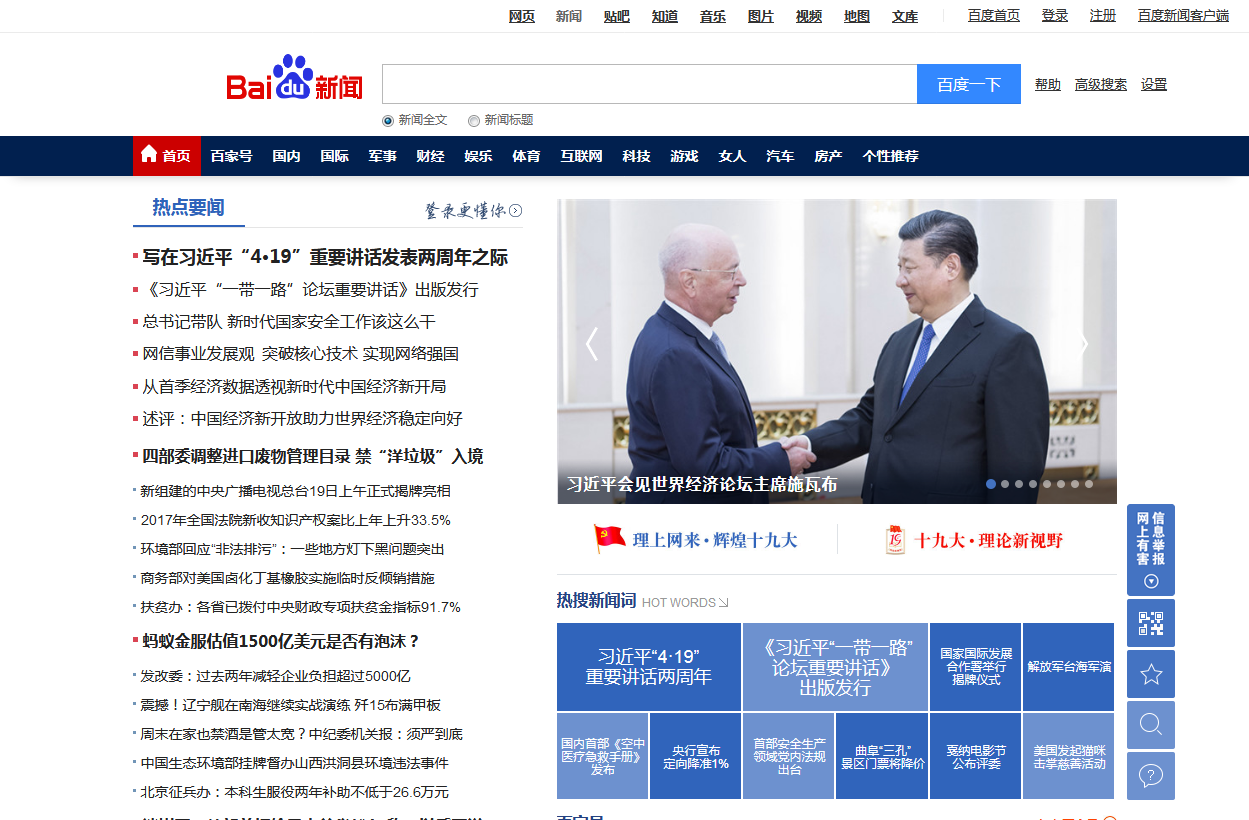 网页 新闻 贴吧 知道 音乐 图片 视频 地图 文库 百度首页 登录 注册 百度新闻客户端
Bai du 新闻
百度一下 帮助 高级搜索 设置
新闻全文 新闻标题
首页 百家号 国内 国际 军事 财经 娱乐 体育 互联网 科技 游戏 女人 汽车 房产 个性推荐
热点要闻 登录更懂你
写在习近平“4·19”重要讲话发表两周年之际
《习近平“一带一路”论坛重要讲话》出版发行
总书记带队 新时代国家安全工作该这么干
网信事业发展观 突破核心技术 实现网络强国
从首季经济数据透视新时代中国经济新开局
述评：中国经济新开放助力世界经济稳定向好
四部委调整进口废物管理目录 禁“洋垃圾”入境
新组建的中央广播电视总台19日上午正式揭牌亮相
2017年全国法院新收知识产权案比上年上升33.5%
环境部回应“非法排污”：一些地方灯下黑问题突出
商务部对美国卤化丁基橡胶实施临时反倾销措施
扶贫办：各省已拨付中央财政专项扶贫金指标91.7%
蚂蚁金服估值1500亿美元是否有泡沫？
发改委：过去两年减轻企业负担超过5000亿
震撼！辽宁舰在南海继续实战演练 歼15布满甲板
周末在家也禁酒是管太宽？中纪委机关报：须严到底
中国生态环境部挂牌督办山西洪洞县环境违法事件
北京征兵办：本科生服役两年补助不低于26.6万元
习近平会见世界经济论坛主席施瓦布
理上网来·辉煌十九大
十九大·理论新视野
热搜新闻词 HOT WORDS
习近平“4·19”
重要讲话两周年
《习近平“一带一路”
论坛重要讲话》
出版发行
国家国际发展
合作署举行
揭牌仪式
解放军台海军演
国内首部《空中
医疗急救手册》
发布
央行宣布
定向降准1%
首部安全生产
领域党内法规
出台
曲阜“三孔”
景区门票将降价
戛纳电影节
公布评委
美国发起猫咪
击掌慈善活动
百家号
网上有害
信息举报